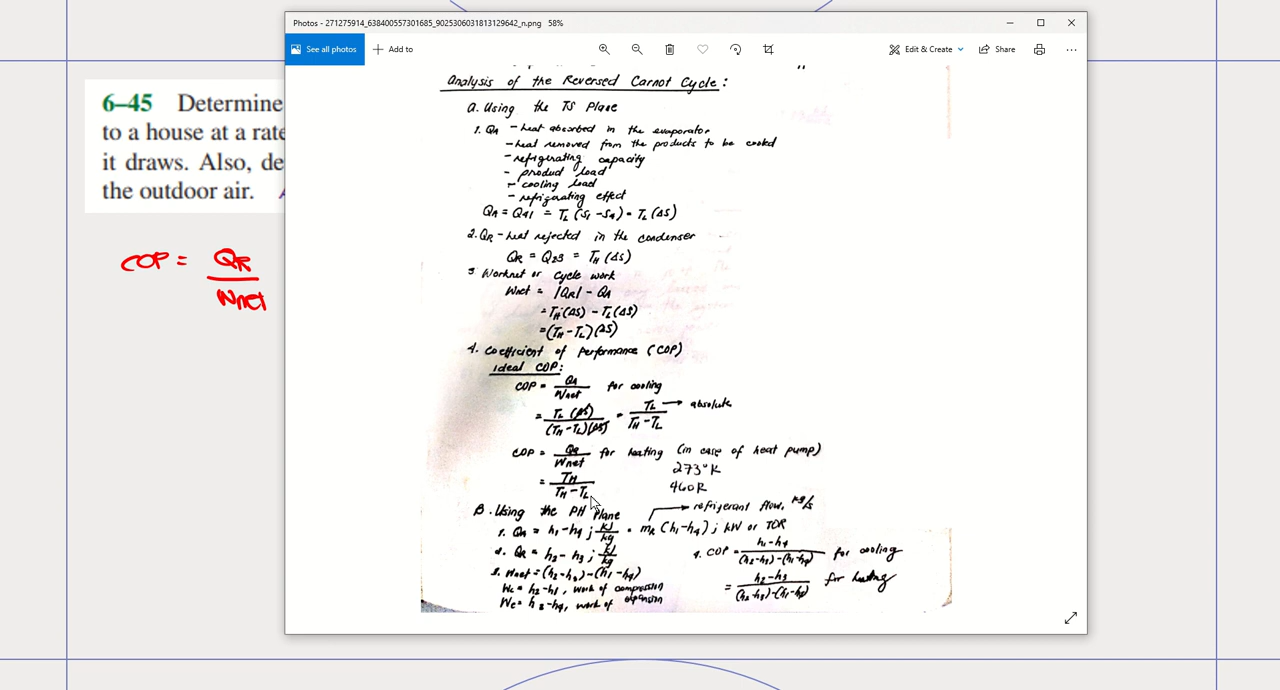 Photos - 271275914_638400557301685_9025306031813129642_n.png 58%
See all photos
Add to
Edit & Create
Share
6–45 Determine
to a house at a rate
it draws. Also, de
the outdoor air. A
COP = QR
Wnet
Analysis of the Reversed Carnot Cycle:
A. Using the TS Plane
1. QA - heat absorbed in the evaporator
- heat removed from the products to be cooled
- refrigerating capacity
- product load
- cooling load
- refrigerating effect
QA = Q41 = TL (S1 - S4) = TL (ΔS)
2. QR - heat rejected in the condenser
QR = Q23 = TH (ΔS)
3 Worknet or cycle work
Wnet = |QR| - QA
= TH (ΔS) - TL (ΔS)
= (TH - TL) (ΔS)
4. Coefficient of Performance (COP)
Ideal COP:
COP = QA / Wnet for cooling
= TL (ΔS) / (TH - TL)(ΔS) = TL / TH - TL → absolute
COP = QR / Wnet for heating (in case of heat pump)
273°K
= TH / TH - TL
460R
B. Using the PH Plane
→ refrigerant flow, kg/s
1. QA = h1 - h4 ; kJ/kg = mR (h1 - h4) ; kW or TOR
2. QR = h2 - h3 ; kJ/kg
3. Wnet = (h2 - h3) - (h1 - h4)
Wc = h2 - h1, work of compression
We = h3 - h4, work of expansion
4. COP = h1 - h4 / (h2 - h3) - (h1 - h4) for cooling
= h2 - h3 / (h2 - h3) - (h1 - h4) for heating